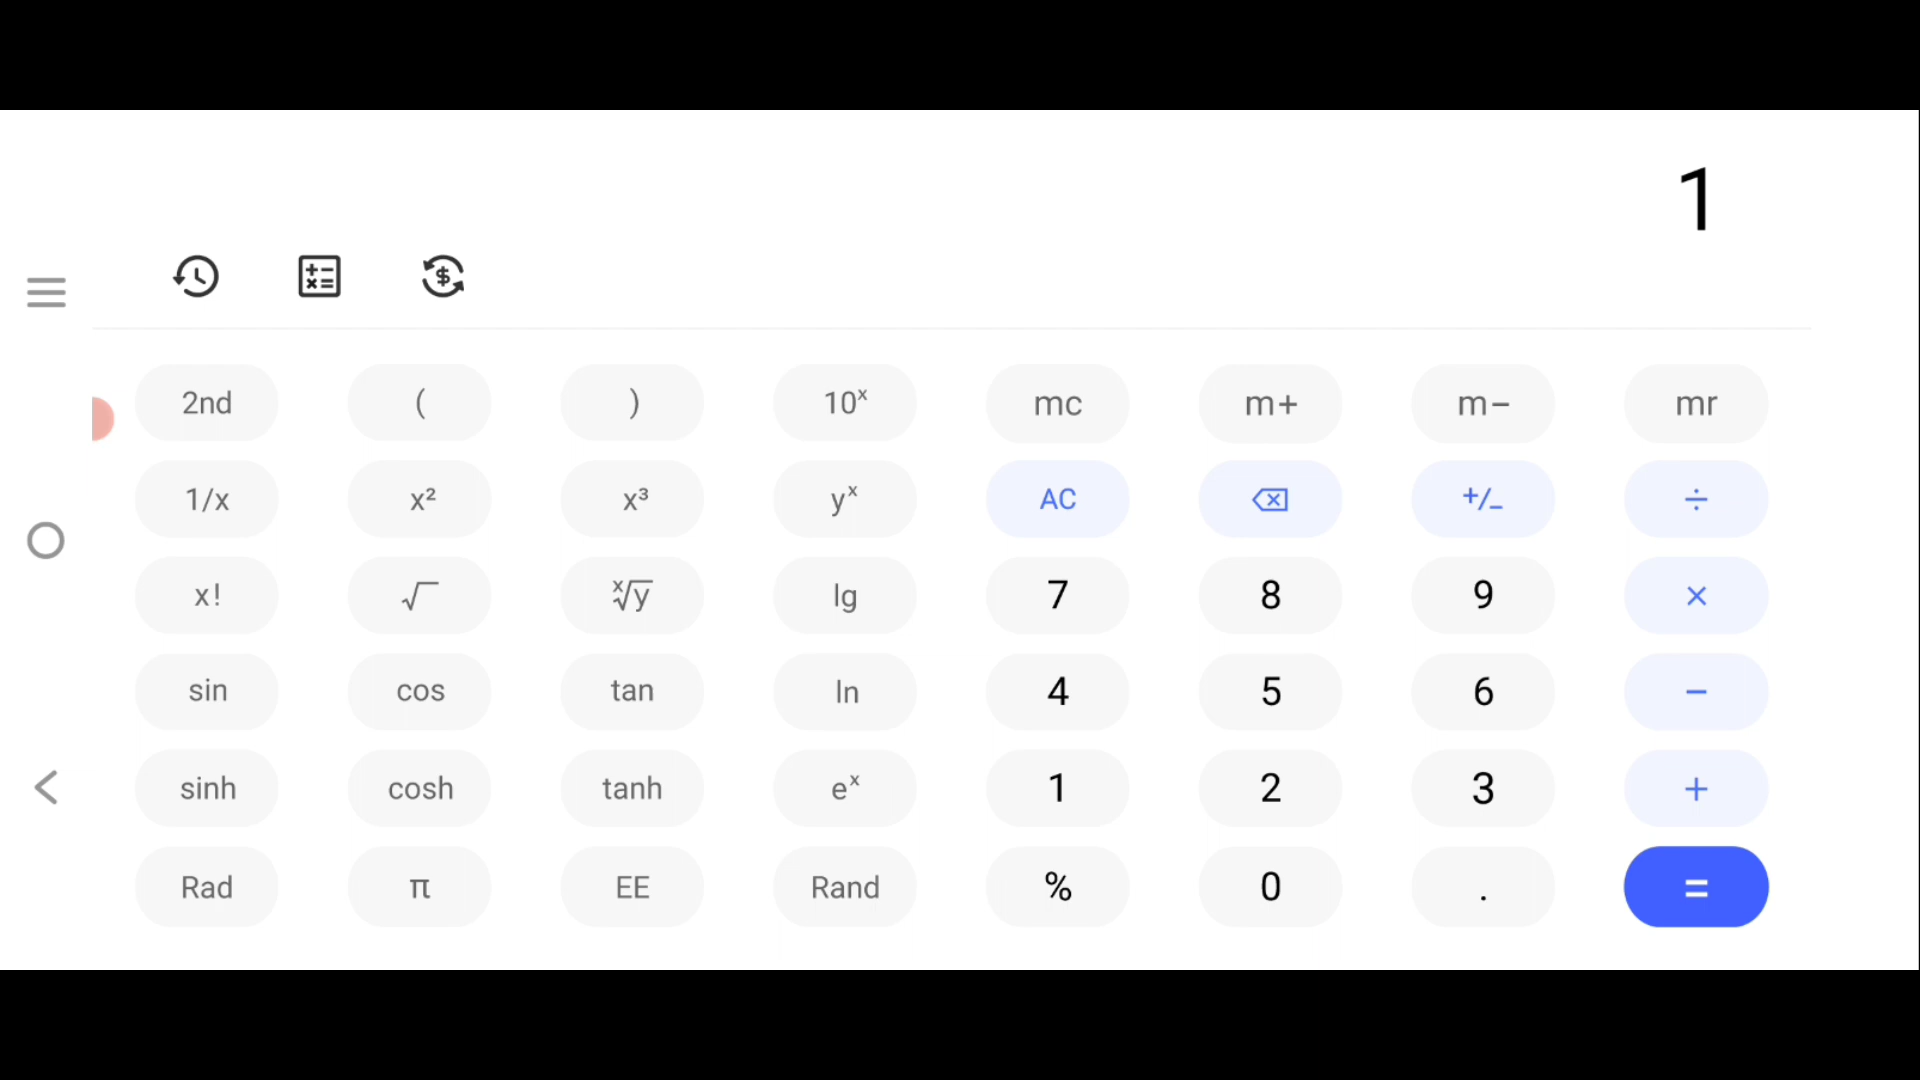 1
2nd ( ) 10ˣ mc m+ m− mr
1/x x² x³ yˣ AC +/− ÷
x! √ ˣ√y lg 7 8 9 ×
sin cos tan ln 4 5 6 −
sinh cosh tanh eˣ 1 2 3 +
Rad π EE Rand % 0 . =